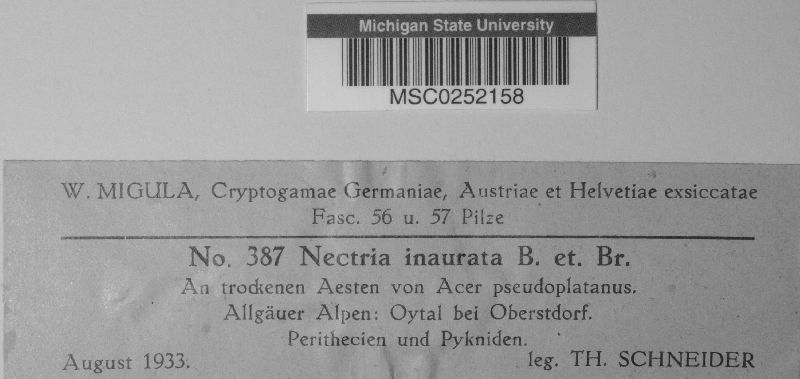 Michigan State University
MSC0252158
W. MIGULA, Cryptogamae Germaniae, Austriae et Helvetiae exsiccatae
Fasc. 56 u. 57 Pilze
No. 387 Nectria inaurata B. et. Br.
An trockenen Aesten von Acer pseudoplatanus.
Allgäuer Alpen: Oytal bei Oberstdorf.
Perithecien und Pykniden.
August 1933. leg. TH. SCHNEIDER